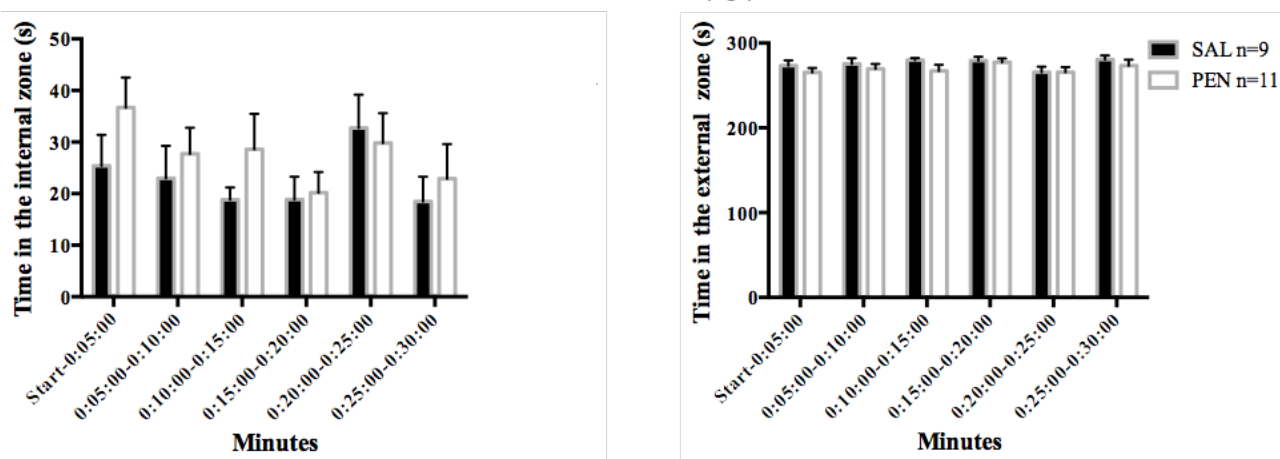 Time in the internal zone (s)
50
40
30
20
10
0
Start-0:05:00
0:05:00-0:10:00
0:10:00-0:15:00
0:15:00-0:20:00
0:20:00-0:25:00
0:25:00-0:30:00
Minutes
Time in the external zone (s)
300
200
100
0
Start-0:05:00
0:05:00-0:10:00
0:10:00-0:15:00
0:15:00-0:20:00
0:20:00-0:25:00
0:25:00-0:30:00
Minutes
SAL n=9
PEN n=11